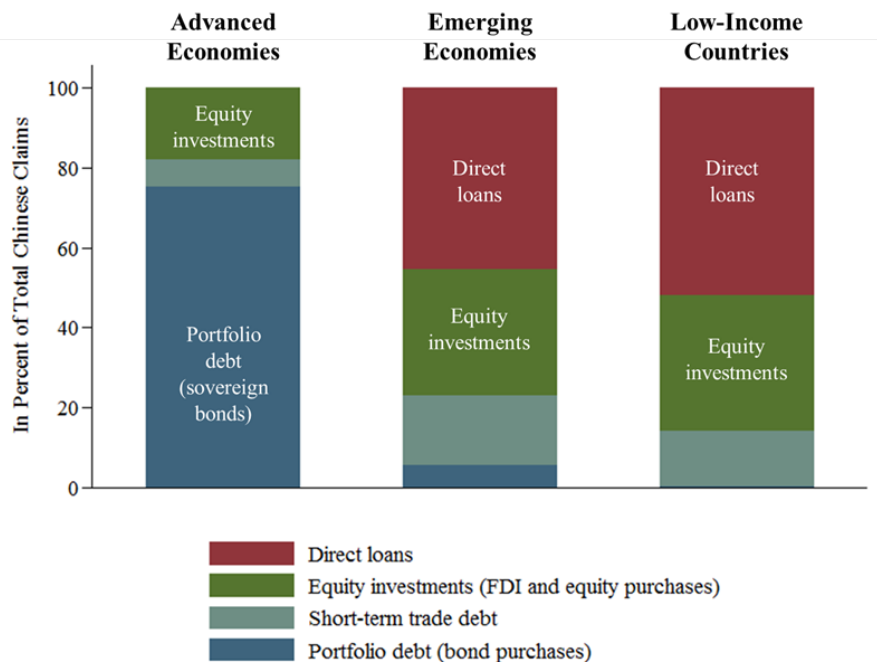 Advanced
Economies
Emerging
Economies
Low-Income
Countries
In Percent of Total Chinese Claims
100
80
60
40
20
0
Equity
investments
Portfolio
debt
(sovereign
bonds)
Direct
loans
Equity
investments
Direct
loans
Equity
investments
Direct loans
Equity investments (FDI and equity purchases)
Short-term trade debt
Portfolio debt (bond purchases)